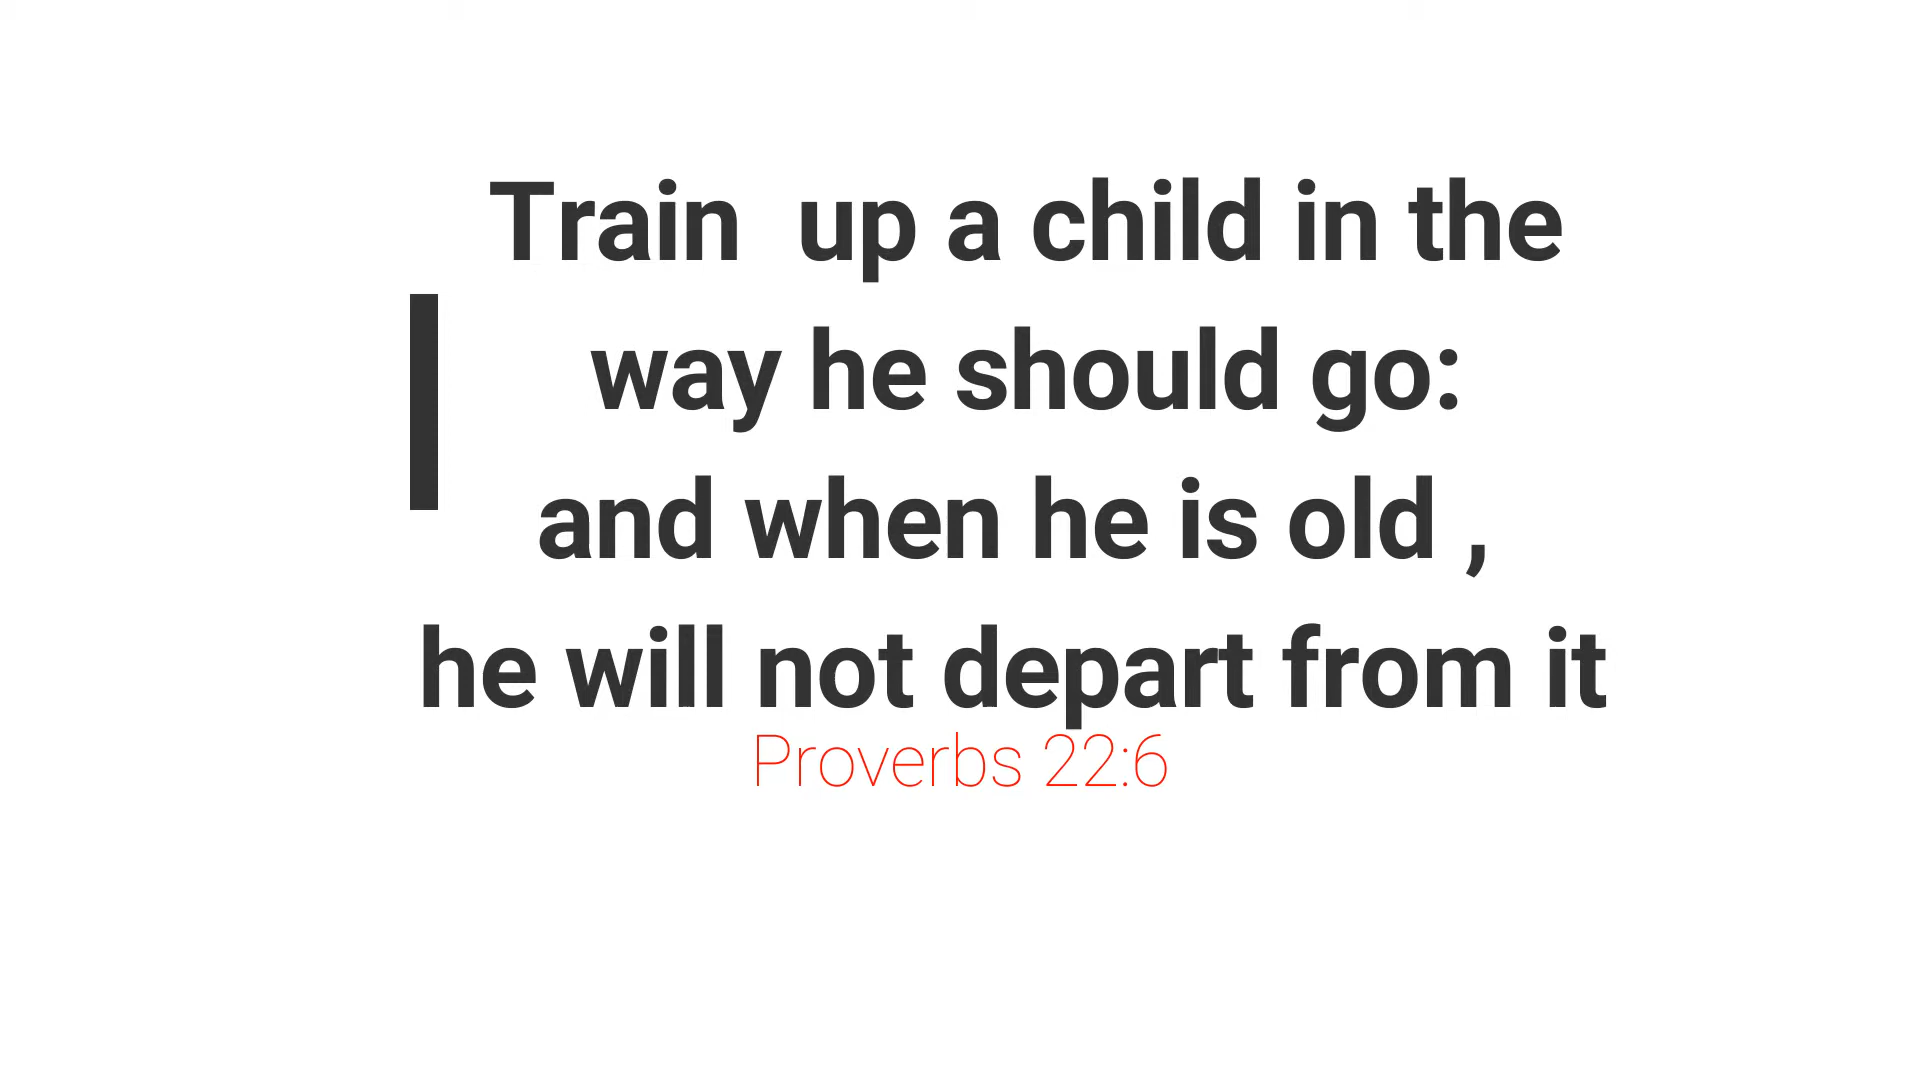 Train  up a child in the
way he should go:
and when he is old ,
he will not depart from it
Proverbs 22:6